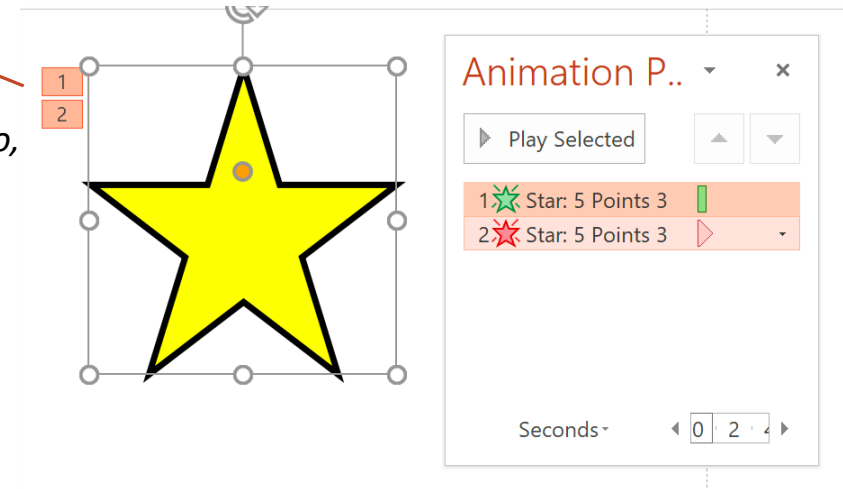 1
2
o,
Animation P..
Play Selected
1 Star: 5 Points 3
2 Star: 5 Points 3
Seconds
0 2